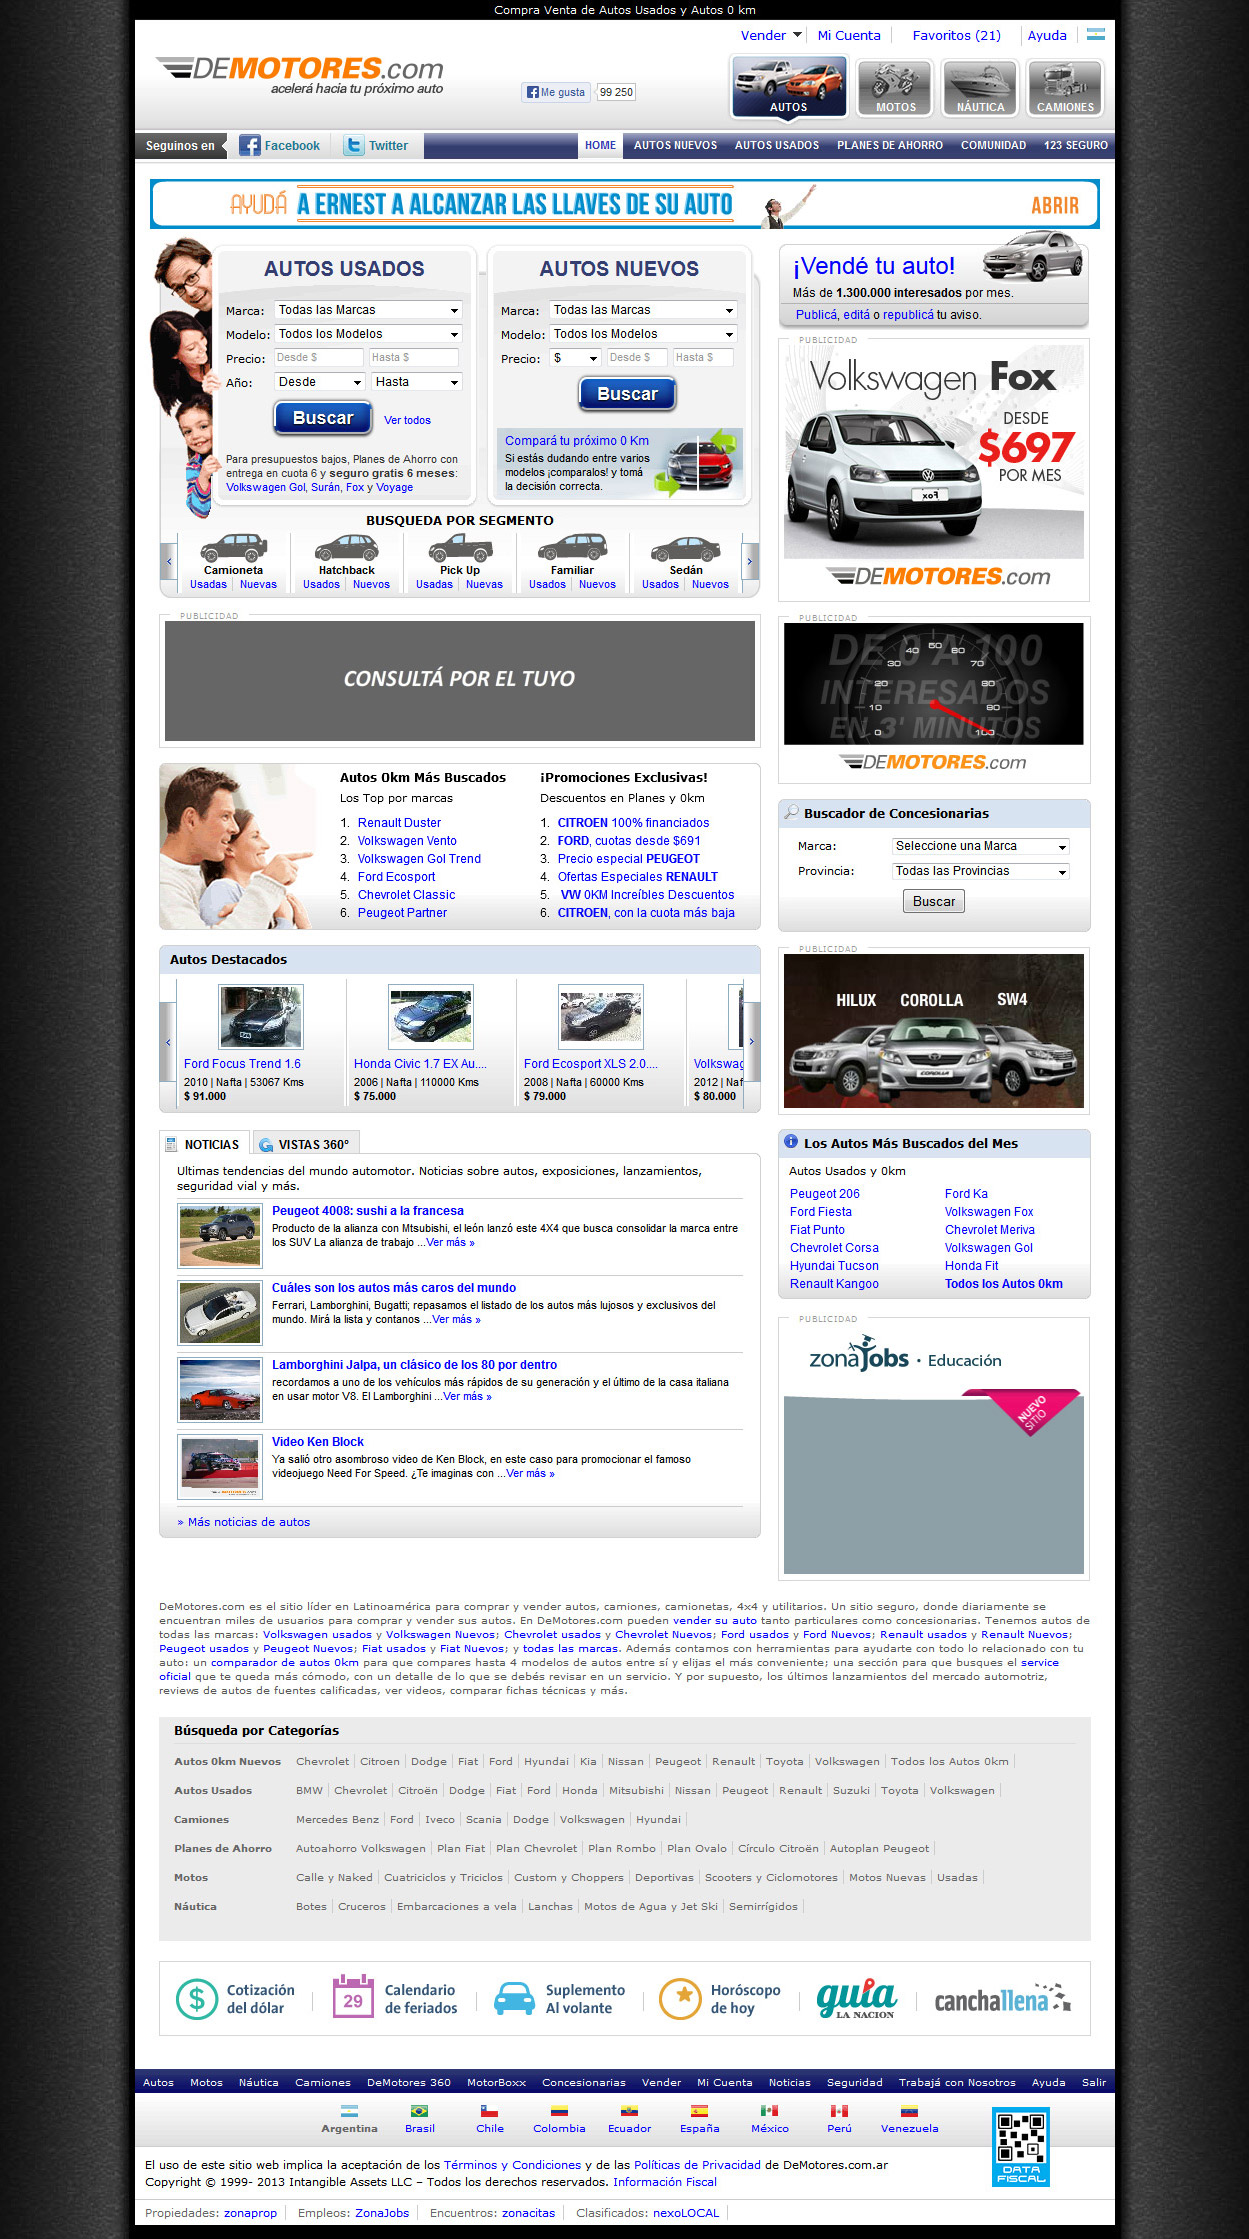 Compra Venta de Autos Usados y Autos 0 km
Vender Mi Cuenta Favoritos (21) Ayuda
DEMOTORES.com
acelerá hacia tu próximo auto
Me gusta 99 250
AUTOS MOTOS NÁUTICA CAMIONES
Seguinos en Facebook Twitter HOME AUTOS NUEVOS AUTOS USADOS PLANES DE AHORRO COMUNIDAD 123 SEGURO
AYUDÁ A ERNEST A ALCANZAR LAS LLAVES DE SU AUTO ABRIR
AUTOS USADOS
Marca: Todas las Marcas
Modelo: Todos los Modelos
Precio: Desde $ Hasta $
Año: Desde Hasta
Buscar Ver todos
Para presupuestos bajos, Planes de Ahorro con
entrega en cuota 6 y seguro gratis 6 meses:
Volkswagen Gol, Surán, Fox y Voyage
AUTOS NUEVOS
Marca: Todas las Marcas
Modelo: Todos los Modelos
Precio: $ Desde $ Hasta $
Buscar
Compará tu próximo 0 Km
Si estás dudando entre varios
modelos ¡comparalos! y tomá
la decisión correcta.
¡Vendé tu auto!
Más de 1.300.000 interesados por mes.
Publicá, editá o republicá tu aviso.
PUBLICIDAD
Volkswagen Fox
DESDE
$697
POR MES
Fox
DEMOTORES.com
BUSQUEDA POR SEGMENTO
Camioneta Hatchback Pick Up Familiar Sedán
Usadas Nuevas Usados Nuevos Usadas Nuevas Usados Nuevos Usados Nuevos
PUBLICIDAD
CONSULTÁ POR EL TUYO
PUBLICIDAD
DE 0 A 100
INTERESADOS
EN 3' MINUTOS
0 10 20 30 40 50 60 70 80 90 100
DEMOTORES.com
Autos 0km Más Buscados
Los Top por marcas
1. Renault Duster
2. Volkswagen Vento
3. Volkswagen Gol Trend
4. Ford Ecosport
5. Chevrolet Classic
6. Peugeot Partner
¡Promociones Exclusivas!
Descuentos en Planes y 0km
1. CITROEN 100% financiados
2. FORD, cuotas desde $691
3. Precio especial PEUGEOT
4. Ofertas Especiales RENAULT
5. VW 0KM Increíbles Descuentos
6. CITROEN, con la cuota más baja
Buscador de Concesionarias
Marca: Seleccione una Marca
Provincia: Todas las Provincias
Buscar
Autos Destacados
Ford Focus Trend 1.6 Honda Civic 1.7 EX Au.... Ford Ecosport XLS 2.0.... Volkswag
2010 | Nafta | 53067 Kms 2006 | Nafta | 110000 Kms 2008 | Nafta | 60000 Kms 2012 | Naf
$ 91.000 $ 75.000 $ 79.000 $ 80.000
PUBLICIDAD
HILUX COROLLA SW4
COROLLA
NOTICIAS VISTAS 360º
Ultimas tendencias del mundo automotor. Noticias sobre autos, exposiciones, lanzamientos,
seguridad vial y más.
Peugeot 4008: sushi a la francesa
Producto de la alianza con Mtsubishi, el león lanzó este 4X4 que busca consolidar la marca entre
los SUV La alianza de trabajo ...Ver más »
Cuáles son los autos más caros del mundo
Ferrari, Lamborghini, Bugatti; repasamos el listado de los autos más lujosos y exclusivos del
mundo. Mirá la lista y contanos ...Ver más »
Lamborghini Jalpa, un clásico de los 80 por dentro
recordamos a uno de los vehículos más rápidos de su generación y el último de la casa italiana
en usar motor V8. El Lamborghini ...Ver más »
Video Ken Block
Ya salió otro asombroso video de Ken Block, en este caso para promocionar el famoso
videojuego Need For Speed. ¿Te imaginas con ...Ver más »
» Más noticias de autos
Los Autos Más Buscados del Mes
Autos Usados y 0km
Peugeot 206 Ford Ka
Ford Fiesta Volkswagen Fox
Fiat Punto Chevrolet Meriva
Chevrolet Corsa Volkswagen Gol
Hyundai Tucson Honda Fit
Renault Kangoo Todos los Autos 0km
PUBLICIDAD
zonaJobs · Educación
NUEVO
SITIO
DeMotores.com es el sitio líder en Latinoamérica para comprar y vender autos, camiones, camionetas, 4x4 y utilitarios. Un sitio seguro, donde diariamente se
encuentran miles de usuarios para comprar y vender sus autos. En DeMotores.com pueden vender su auto tanto particulares como concesionarias. Tenemos autos de
todas las marcas: Volkswagen usados y Volkswagen Nuevos; Chevrolet usados y Chevrolet Nuevos; Ford usados y Ford Nuevos; Renault usados y Renault Nuevos;
Peugeot usados y Peugeot Nuevos; Fiat usados y Fiat Nuevos; y todas las marcas. Además contamos con herramientas para ayudarte con todo lo relacionado con tu
auto: un comparador de autos 0km para que compares hasta 4 modelos de autos entre sí y elijas el más conveniente; una sección para que busques el service
oficial que te queda más cómodo, con un detalle de lo que se debés revisar en un servicio. Y por supuesto, los últimos lanzamientos del mercado automotriz,
reviews de autos de fuentes calificadas, ver videos, comparar fichas técnicas y más.
Búsqueda por Categorías
Autos 0km Nuevos Chevrolet Citroen Dodge Fiat Ford Hyundai Kia Nissan Peugeot Renault Toyota Volkswagen Todos los Autos 0km
Autos Usados BMW Chevrolet Citroën Dodge Fiat Ford Honda Mitsubishi Nissan Peugeot Renault Suzuki Toyota Volkswagen
Camiones Mercedes Benz Ford Iveco Scania Dodge Volkswagen Hyundai
Planes de Ahorro Autoahorro Volkswagen Plan Fiat Plan Chevrolet Plan Rombo Plan Ovalo Círculo Citroën Autoplan Peugeot
Motos Calle y Naked Cuatriciclos y Triciclos Custom y Choppers Deportivas Scooters y Ciclomotores Motos Nuevas Usadas
Náutica Botes Cruceros Embarcaciones a vela Lanchas Motos de Agua y Jet Ski Semirrígidos
$ Cotización del dólar
29 Calendario de feriados
Suplemento Al volante
Horóscopo de hoy
guía LA NACION
canchallena
Autos Motos Náutica Camiones DeMotores 360 MotorBoxx Concesionarias Vender Mi Cuenta Noticias Seguridad Trabajá con Nosotros Ayuda Salir
Argentina Brasil Chile Colombia Ecuador España México Perú Venezuela
DATA
FISCAL
El uso de este sitio web implica la aceptación de los Términos y Condiciones y de las Políticas de Privacidad de DeMotores.com.ar
Copyright © 1999- 2013 Intangible Assets LLC – Todos los derechos reservados. Información Fiscal
Propiedades: zonaprop Empleos: ZonaJobs Encuentros: zonacitas Clasificados: nexoLOCAL